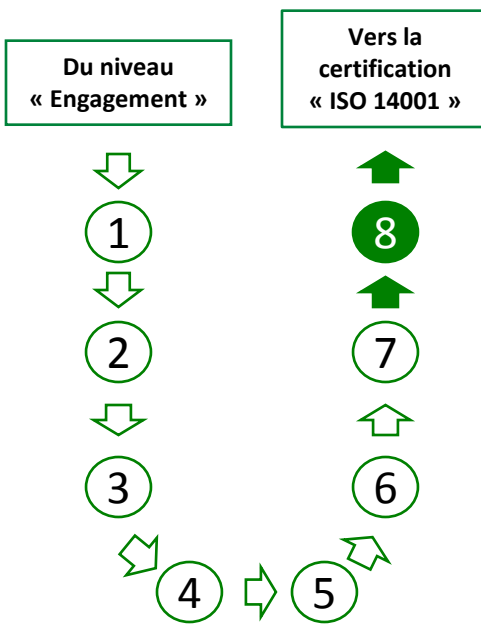 Du niveau
« Engagement »
Vers la
certification
« ISO 14001 »
1
2
3
4
5
6
7
8